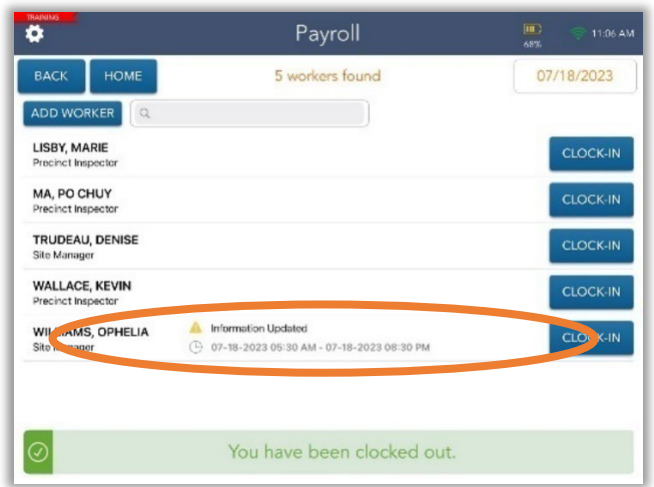 TRAINING
Payroll
68%
11:06 AM
BACK
HOME
5 workers found
07/18/2023
ADD WORKER
LISBY, MARIE
Precinct Inspector
CLOCK-IN
MA, PO CHUY
Precinct Inspector
CLOCK-IN
TRUDEAU, DENISE
Site Manager
CLOCK-IN
WALLACE, KEVIN
Precinct Inspector
CLOCK-IN
WILLIAMS, OPHELIA
Site Manager
Information Updated
07-18-2023 05:30 AM - 07-18-2023 08:30 PM
CLOCK-IN
You have been clocked out.